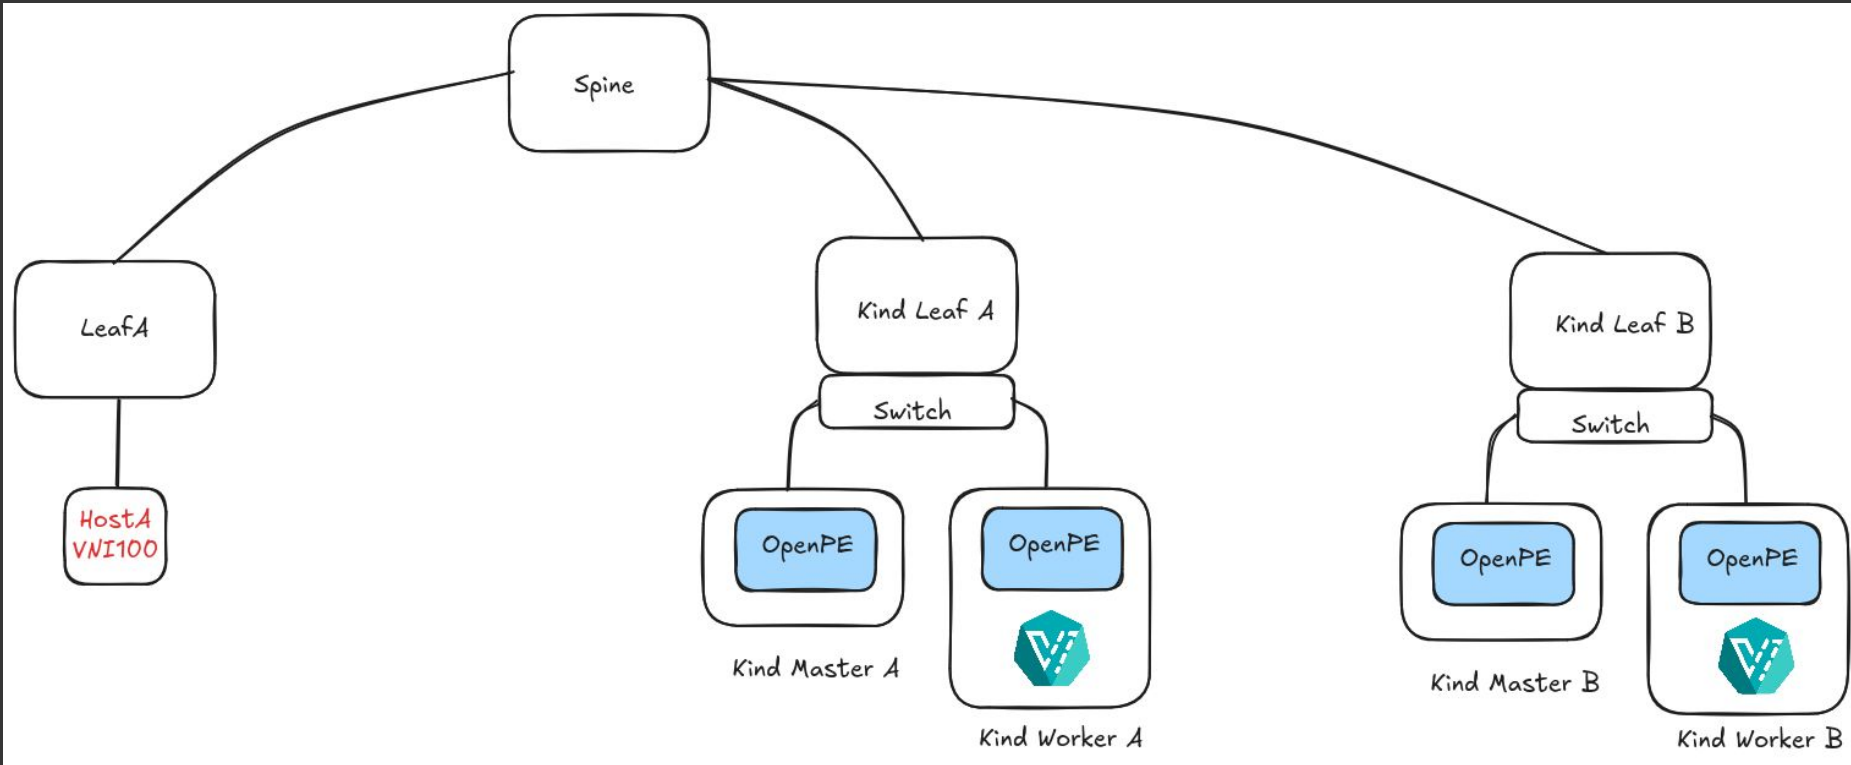 Spine
LeafA
Kind Leaf A
Kind Leaf B
Switch
Switch
HostA
VNI100
OpenPE
OpenPE
OpenPE
OpenPE
Kind Master A
Kind Worker A
Kind Master B
Kind Worker B